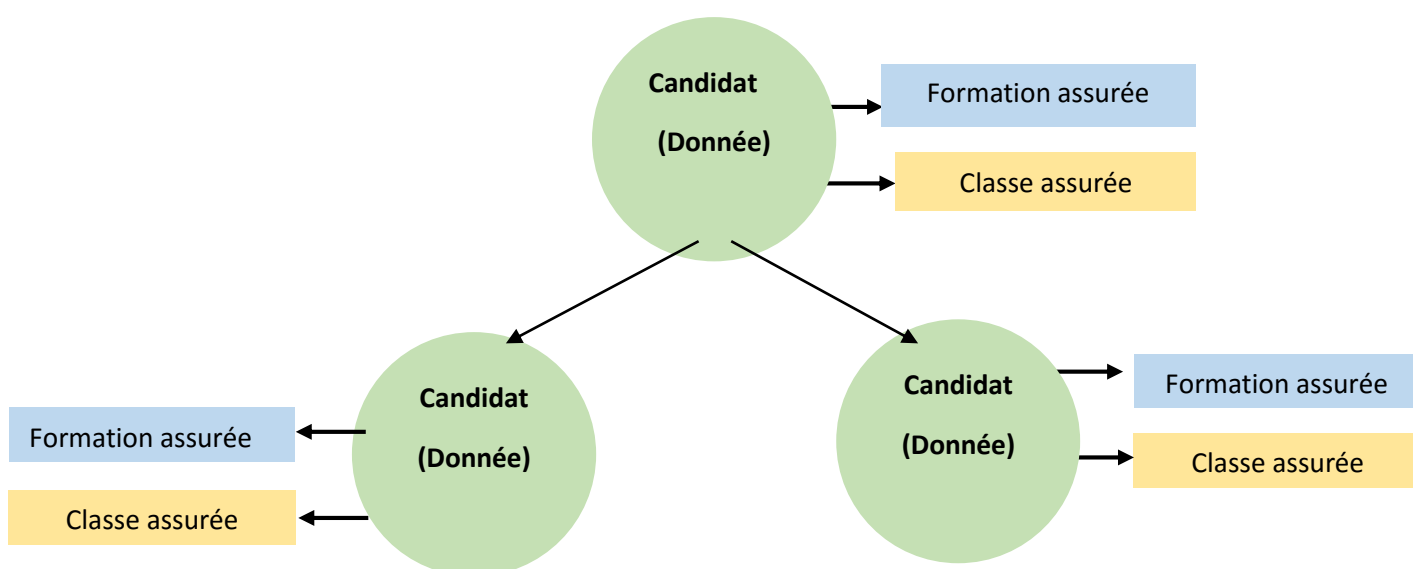 Candidat
(Donnée)
Formation assurée
Classe assurée
Candidat
(Donnée)
Formation assurée
Classe assurée
Candidat
(Donnée)
Formation assurée
Classe assurée